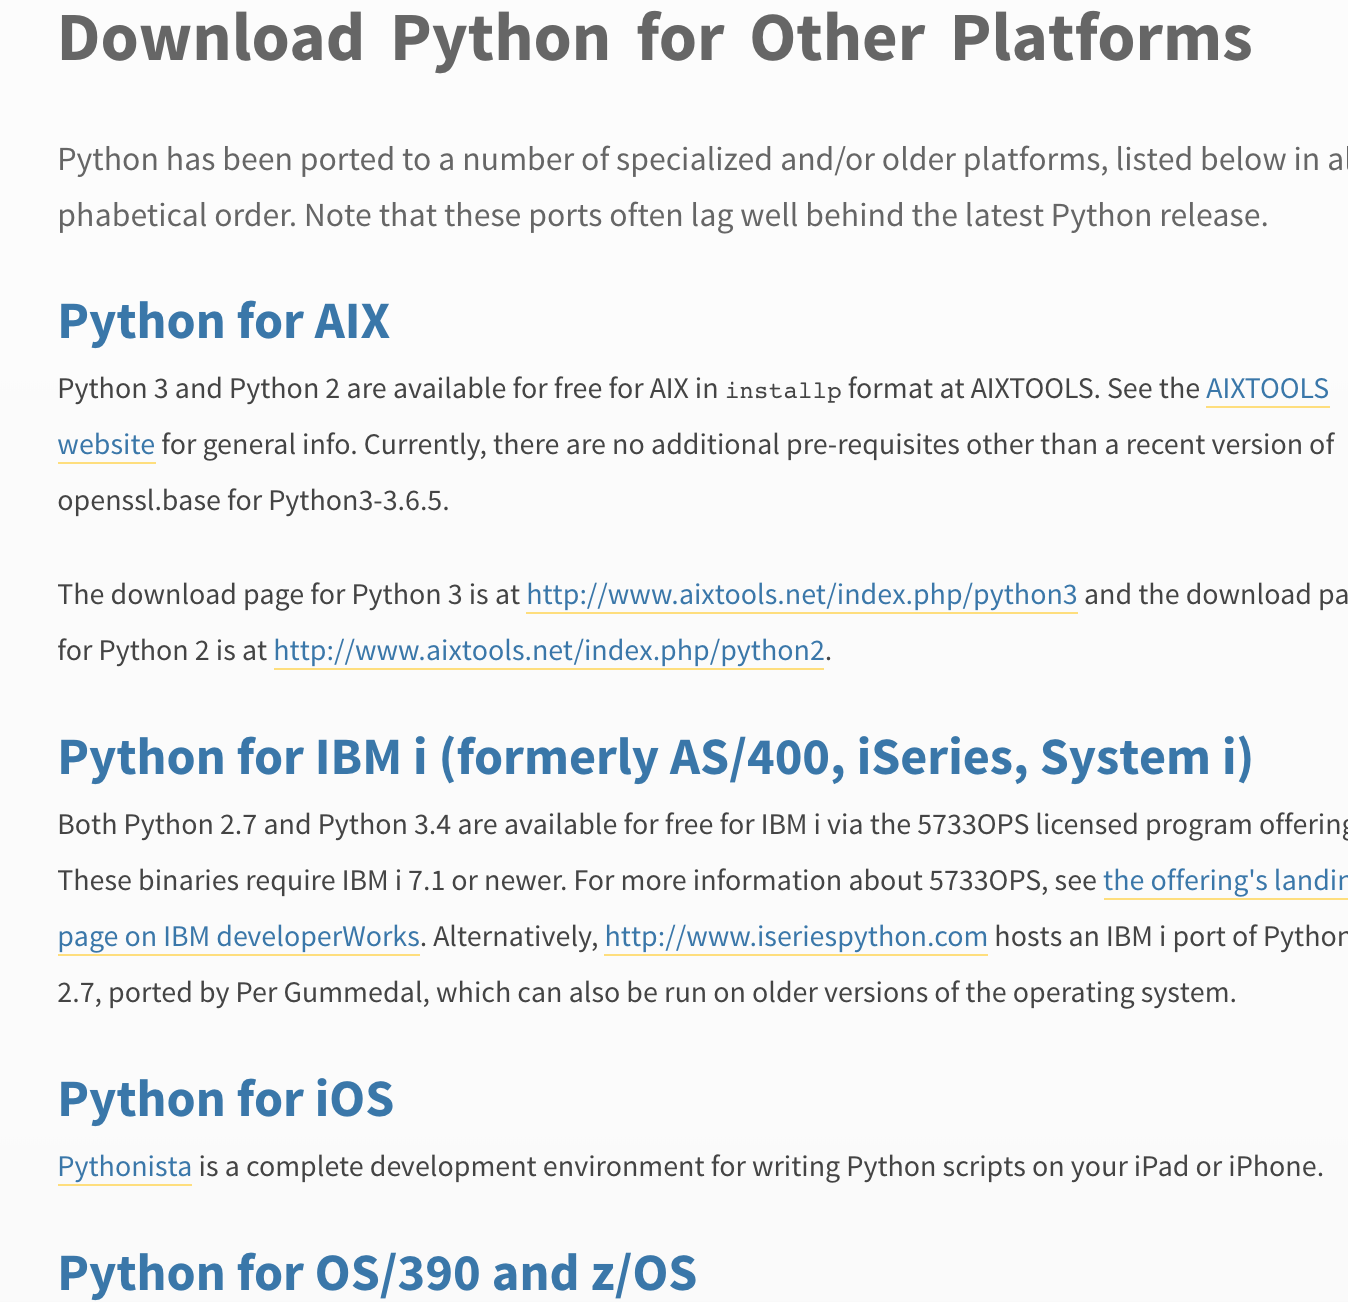 Download Python for Other Platforms
Python has been ported to a number of specialized and/or older platforms, listed below in al
phabetical order. Note that these ports often lag well behind the latest Python release.
Python for AIX
Python 3 and Python 2 are available for free for AIX in installp format at AIXTOOLS. See the AIXTOOLS
website for general info. Currently, there are no additional pre-requisites other than a recent version of
openssl.base for Python3-3.6.5.
The download page for Python 3 is at http://www.aixtools.net/index.php/python3 and the download pa
for Python 2 is at http://www.aixtools.net/index.php/python2.
Python for IBM i (formerly AS/400, iSeries, System i)
Both Python 2.7 and Python 3.4 are available for free for IBM i via the 5733OPS licensed program offering
These binaries require IBM i 7.1 or newer. For more information about 5733OPS, see the offering's landin
page on IBM developerWorks. Alternatively, http://www.iseriespython.com hosts an IBM i port of Python
2.7, ported by Per Gummedal, which can also be run on older versions of the operating system.
Python for iOS
Pythonista is a complete development environment for writing Python scripts on your iPad or iPhone.
Python for OS/390 and z/OS